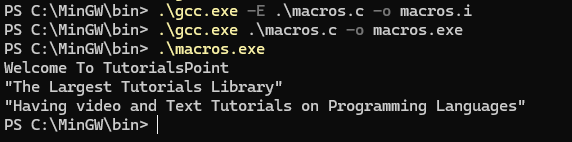 PS C:\MinGW\bin> .\gcc.exe -E .\macros.c -o macros.i
PS C:\MinGW\bin> .\gcc.exe .\macros.c -o macros.exe
PS C:\MinGW\bin> .\macros.exe
Welcome To TutorialsPoint
"The Largest Tutorials Library"
"Having video and Text Tutorials on Programming Languages"
PS C:\MinGW\bin>